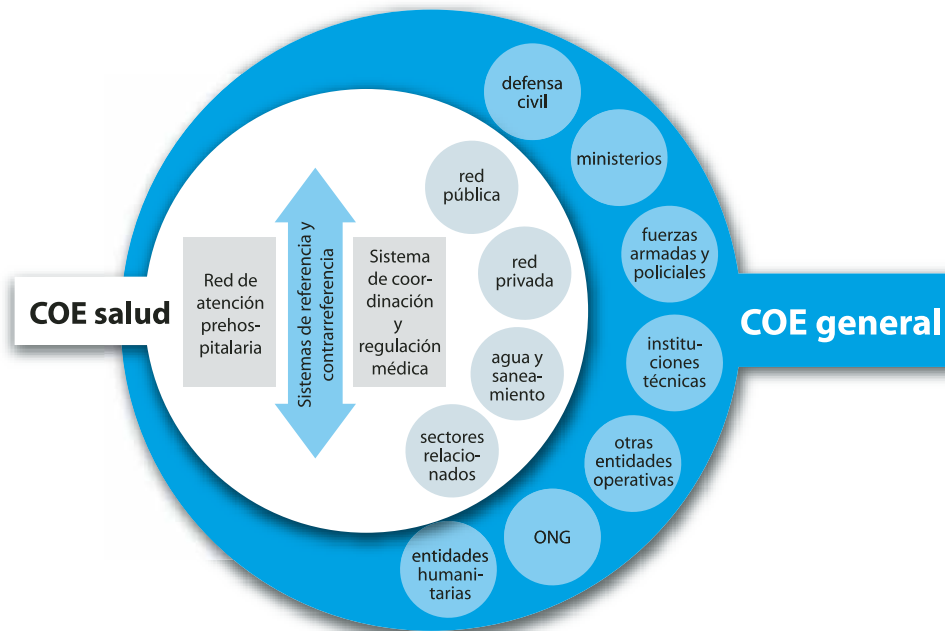 COE salud
Red de
atención
prehos-
pitalaria
Sistemas de referencia y
contrarreferencia
Sistema
de coor-
dinación
y
regulación
médica
red
pública
red
privada
agua y
sanea-
miento
sectores
relacio-
nados
defensa
civil
ministerios
fuerzas
armadas y
policiales
institu-
ciones
técnicas
otras
entidades
operativas
ONG
entidades
humani-
tarias
COE general